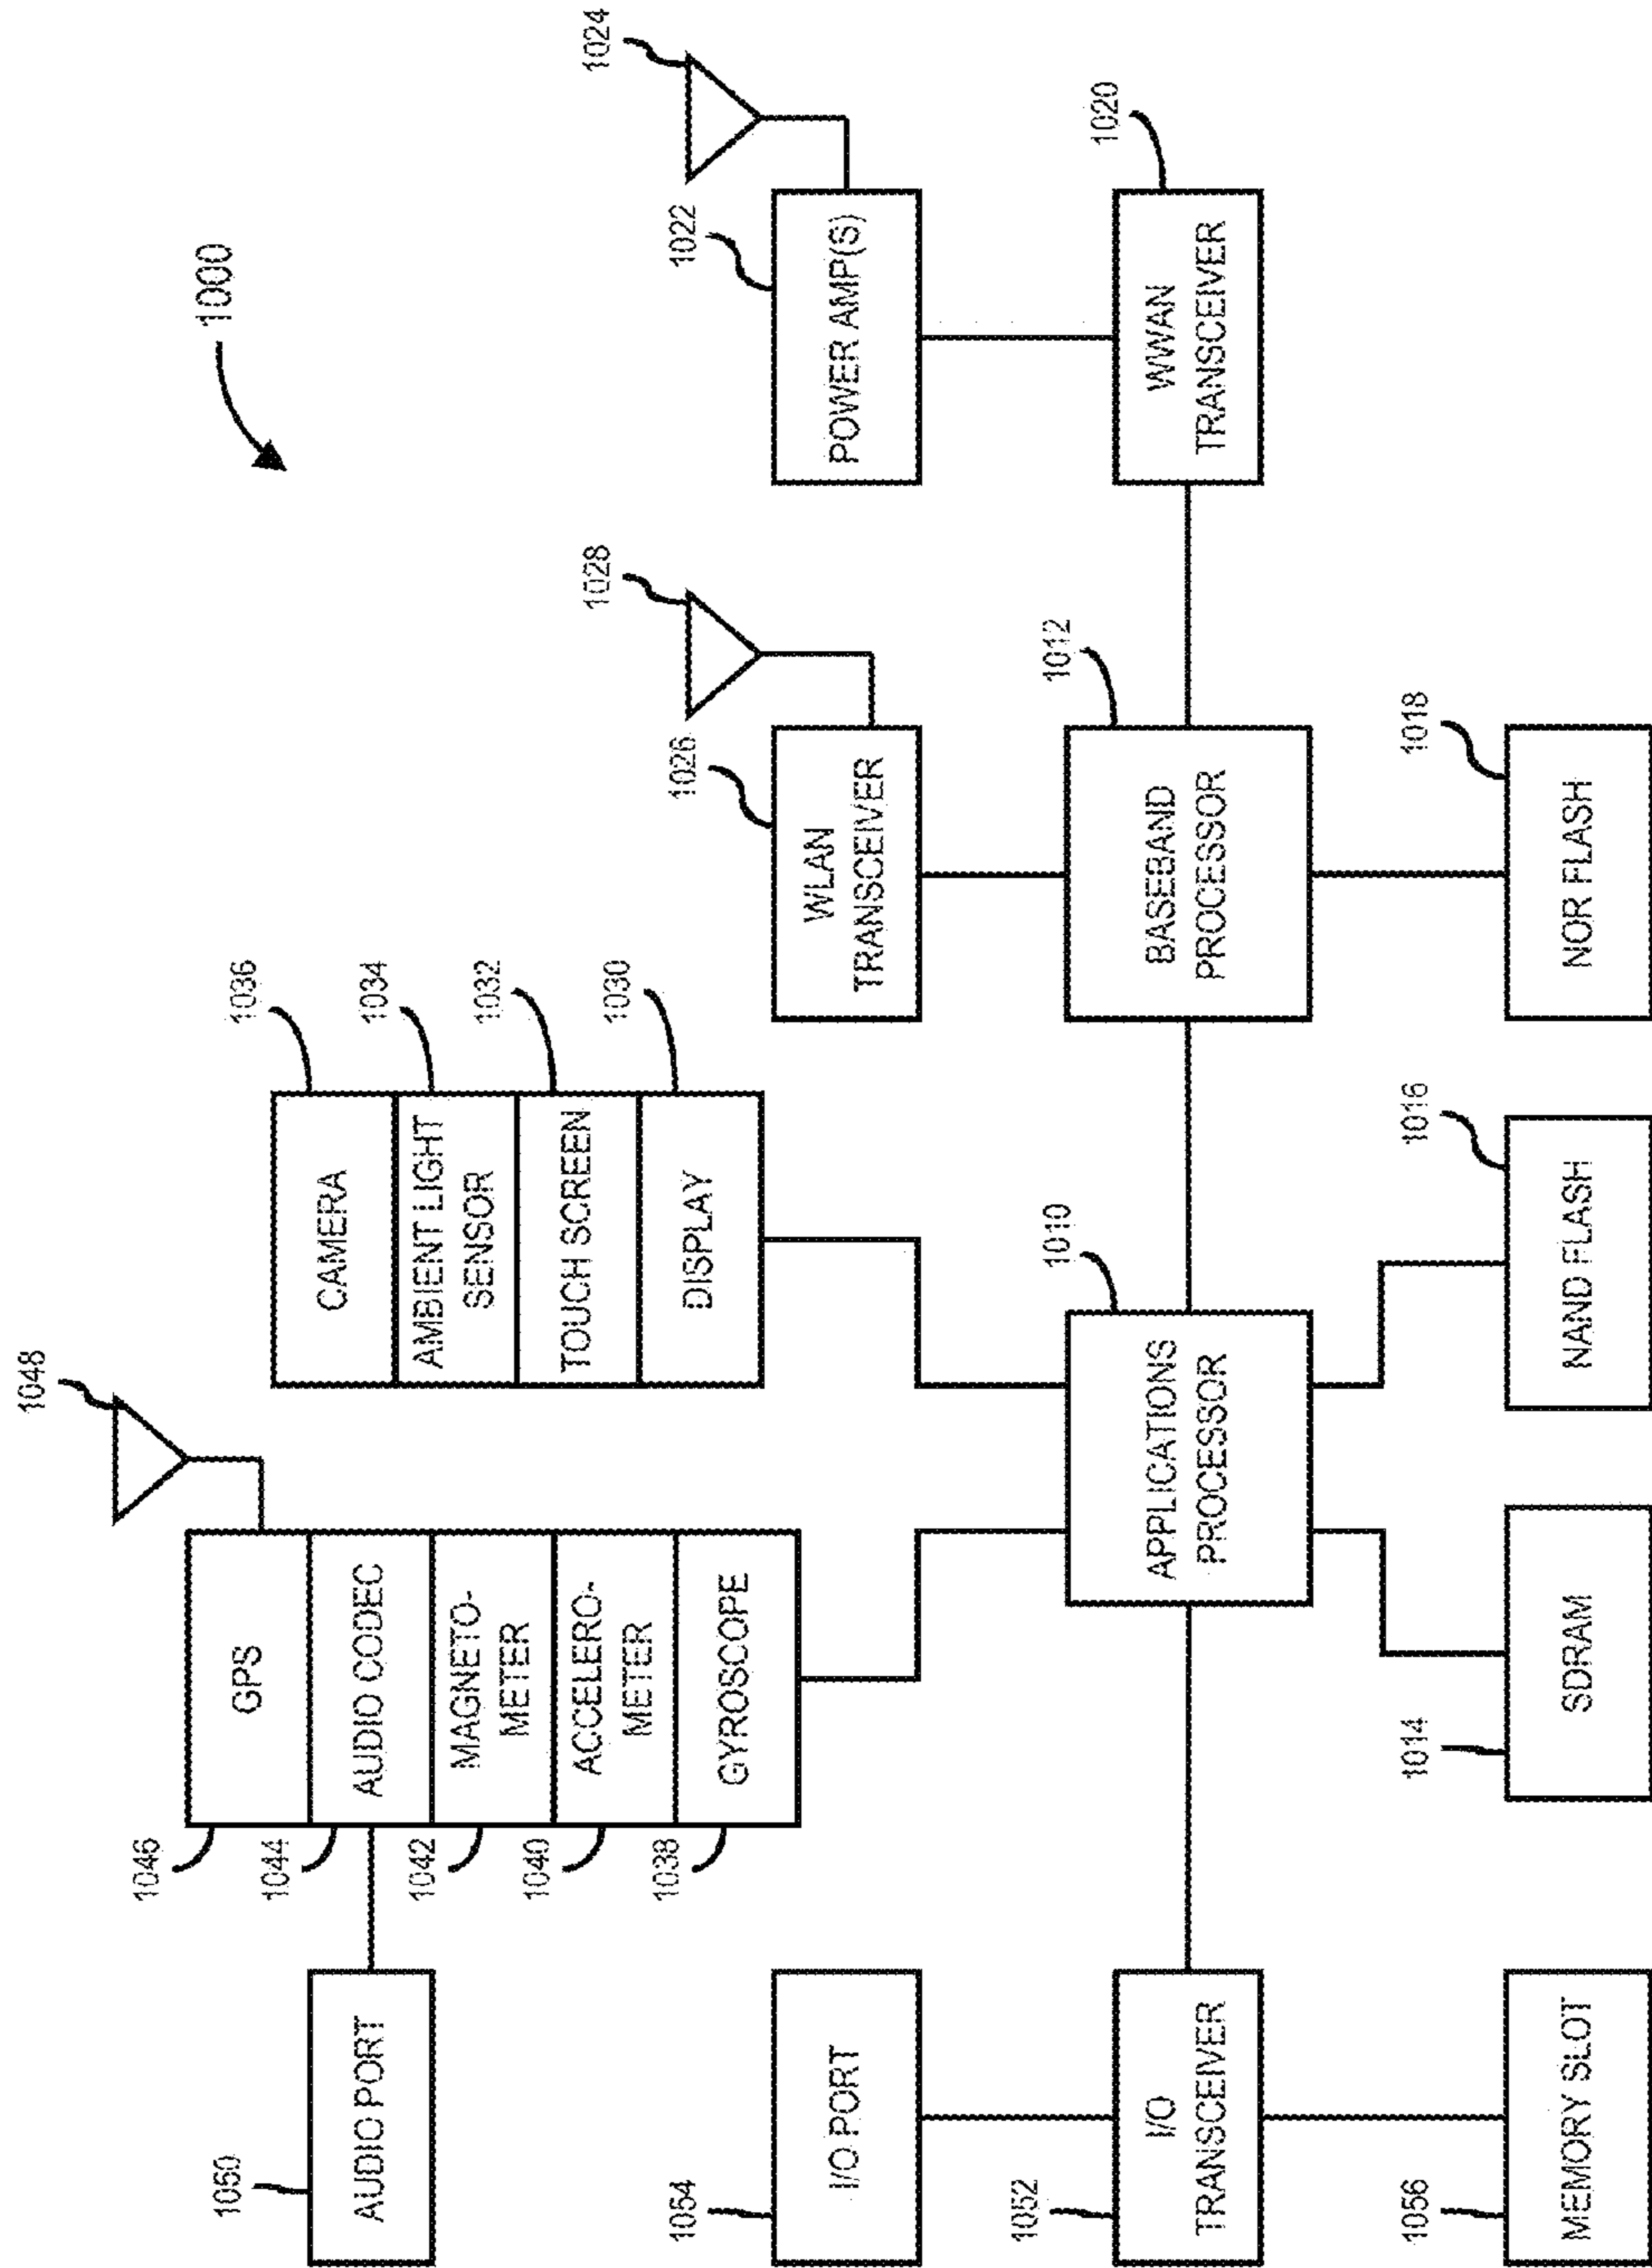 1000
1048
GPS
1046
AUDIO CODEC
1044
MAGNETO-
METER
1042
ACCELERO-
METER
1040
GYROSCOPE
1038
AUDIO PORT
1050
CAMERA
1036
AMBIENT LIGHT
SENSOR
1034
TOUCH SCREEN
1032
DISPLAY
1030
I/O PORT
1054
WLAN
TRANSCEIVER
1026
1028
POWER AMP(S)
1022
1024
I/O
TRANSCEIVER
1052
APPLICATIONS
PROCESSOR
1010
BASEBAND
PROCESSOR
1012
WWAN
TRANSCEIVER
1020
MEMORY SLOT
1056
SDRAM
1014
NAND FLASH
1016
NOR FLASH
1018